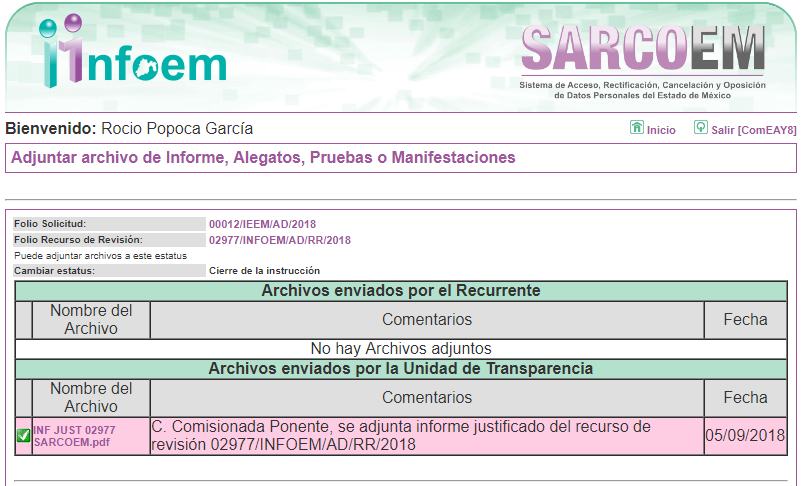 infoem
SARCOEM
Sistema de Acceso, Rectificación, Cancelación y Oposición
de Datos Personales del Estado de México
Bienvenido: Rocio Popoca García
Inicio
Salir [ComEAY8]
Adjuntar archivo de Informe, Alegatos, Pruebas o Manifestaciones
Folio Solicitud: 00012/IEEM/AD/2018
Folio Recurso de Revisión: 02977/INFOEM/AD/RR/2018
Puede adjuntar archivos a este estatus
Cambiar estatus: Cierre de la instrucción
Archivos enviados por el Recurrente
Nombre del
Archivo
Comentarios
Fecha
No hay Archivos adjuntos
Archivos enviados por la Unidad de Transparencia
Nombre del
Archivo
Comentarios
Fecha
INF JUST 02977
SARCOEM.pdf
C. Comisionada Ponente, se adjunta informe justificado del recurso de
revisión 02977/INFOEM/AD/RR/2018
05/09/2018